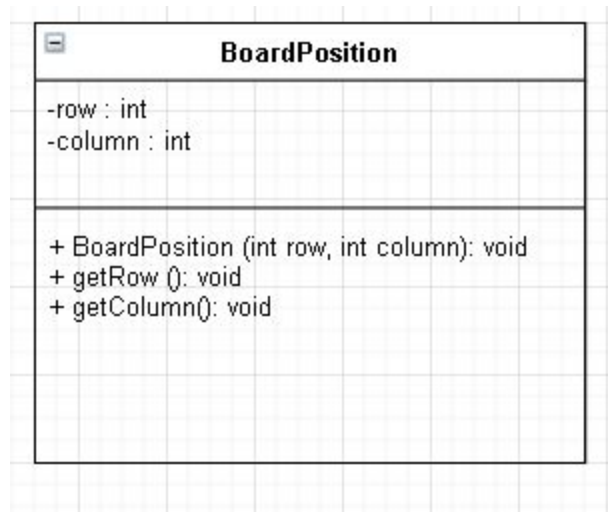 BoardPosition
-row : int
-column : int
+ BoardPosition (int row, int column): void
+ getRow (): void
+ getColumn(): void